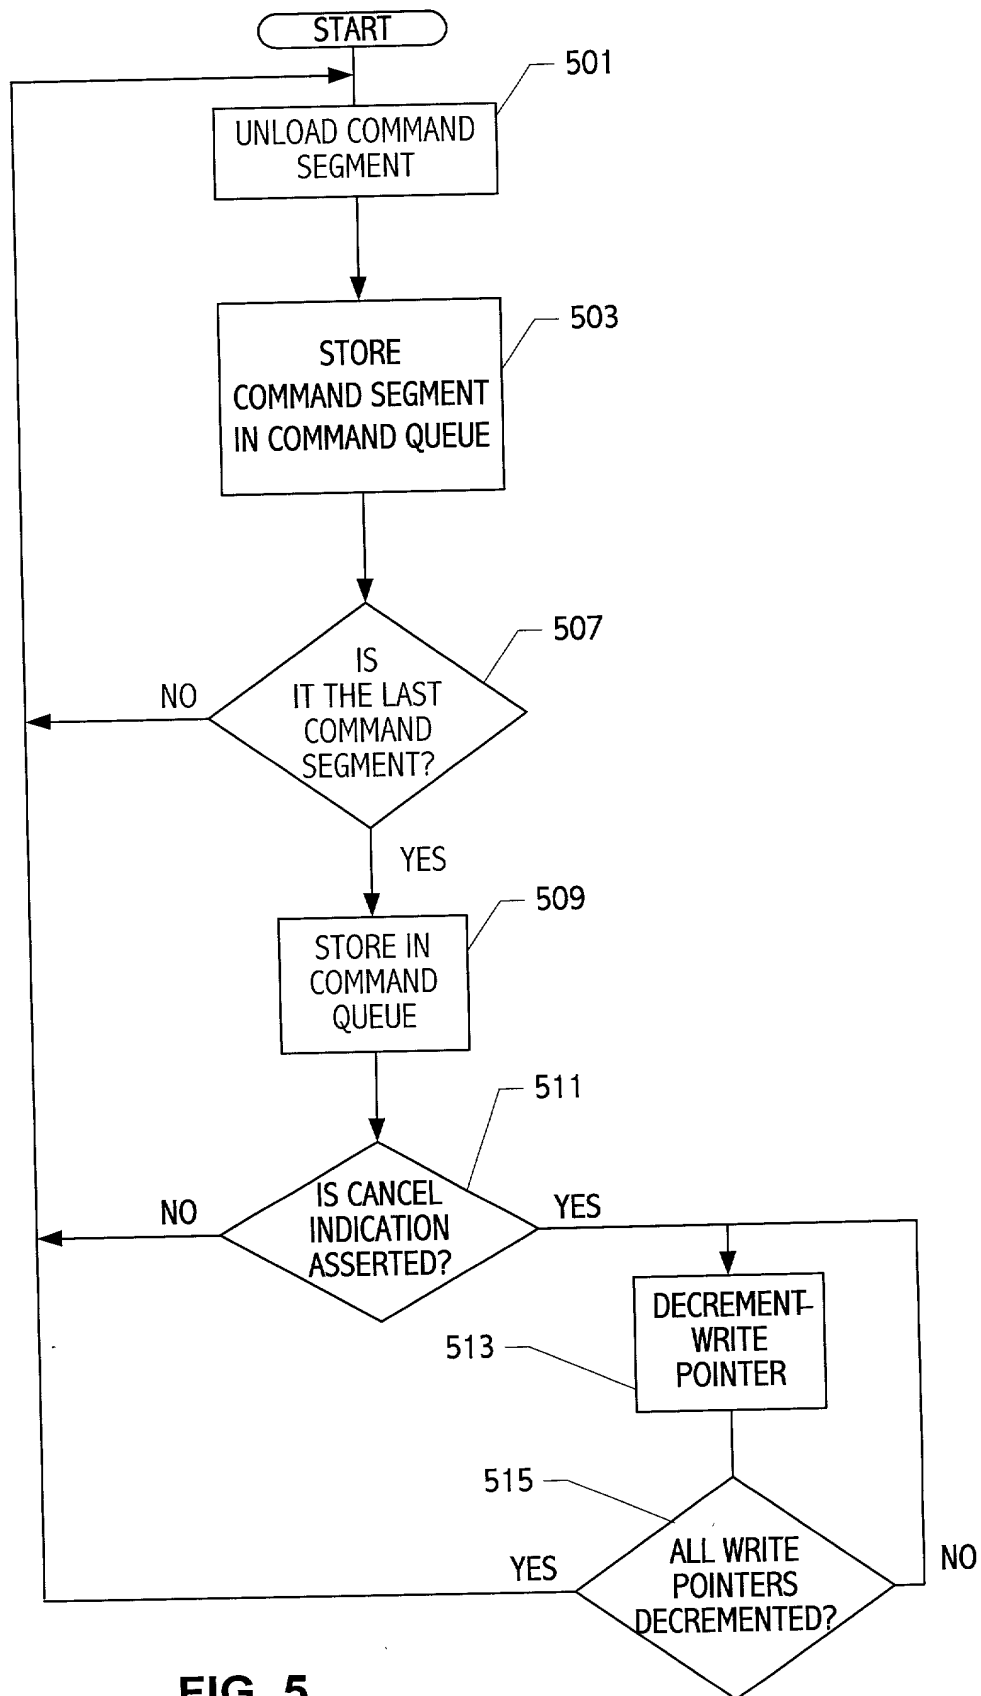 START
501
UNLOAD COMMAND
SEGMENT
503
STORE
COMMAND SEGMENT
IN COMMAND QUEUE
507
IS
IT THE LAST
COMMAND
SEGMENT?
NO
YES
509
STORE IN
COMMAND
QUEUE
511
IS CANCEL
INDICATION
ASSERTED?
NO
YES
DECREMENT
WRITE
POINTER
513
515
ALL WRITE
POINTERS
DECREMENTED?
YES
NO
FIG. 5